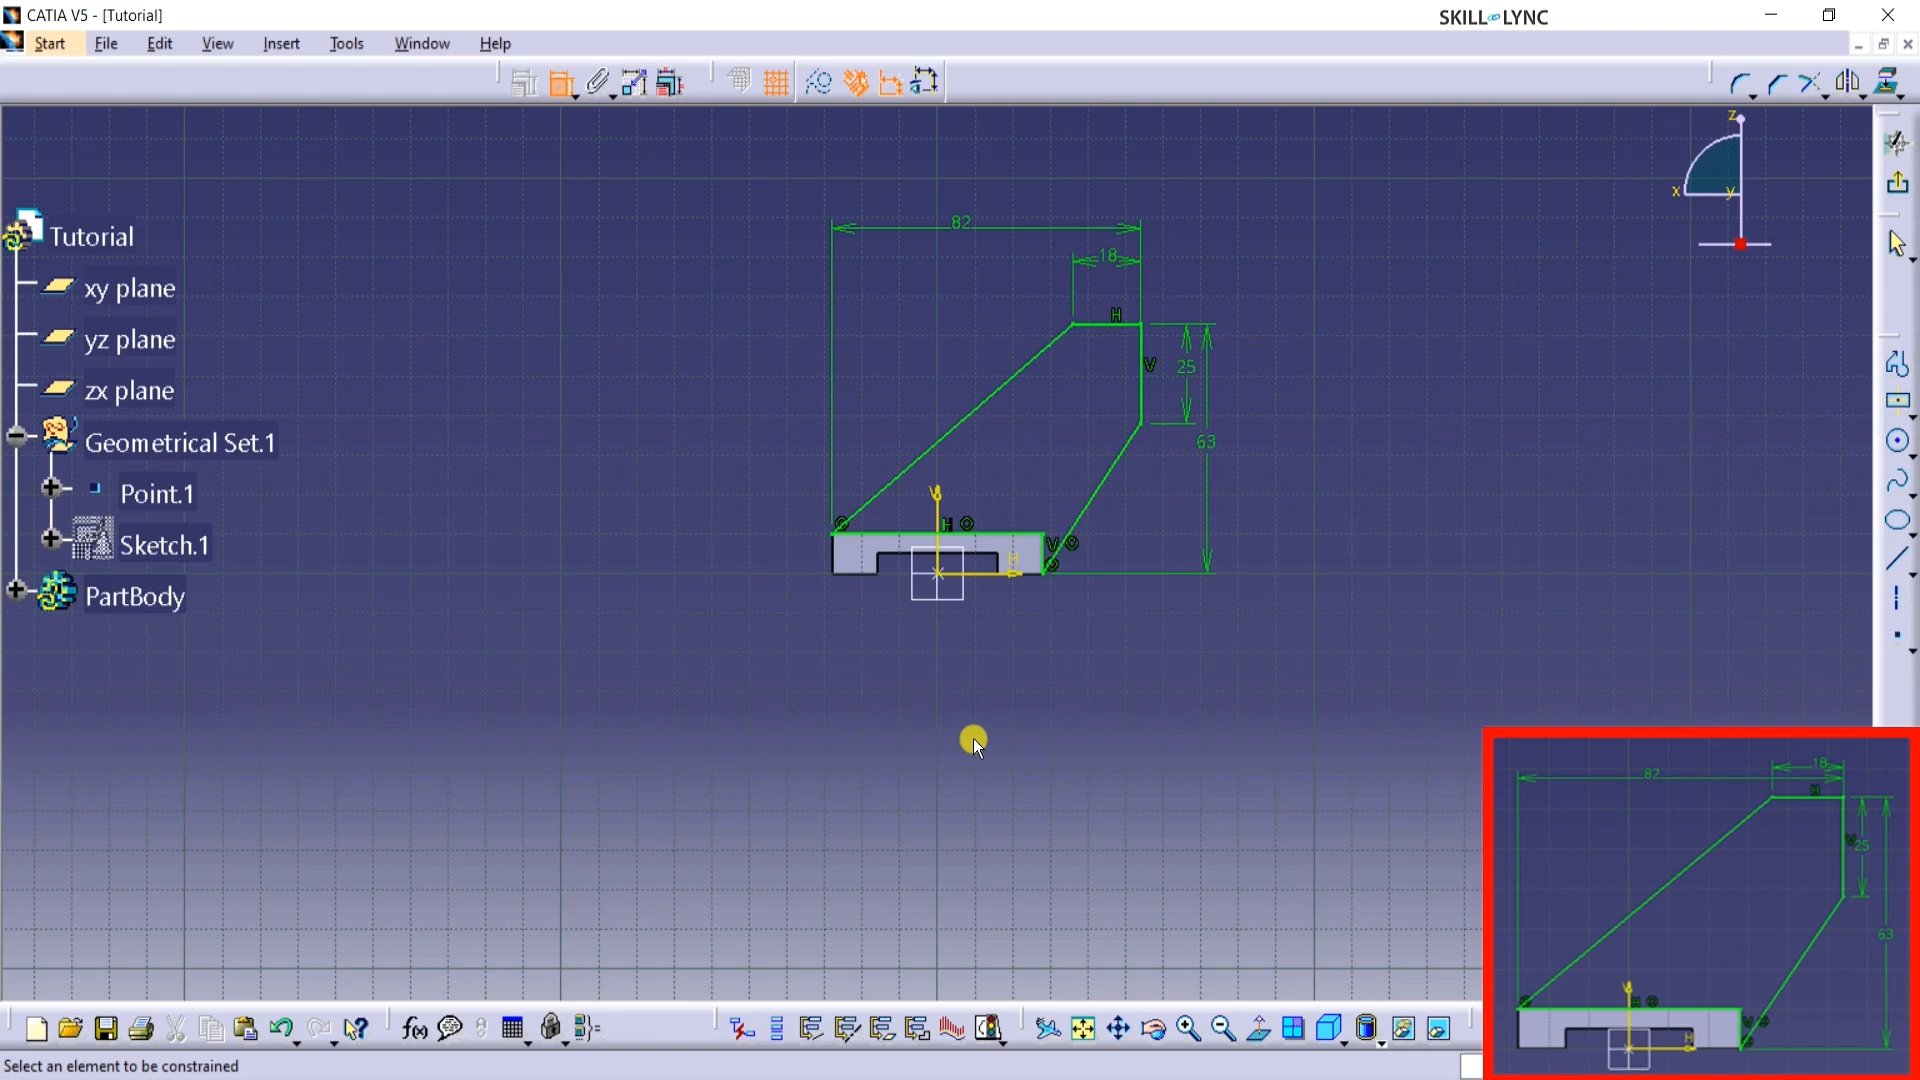 CATIA V5 - [Tutorial]
SKILL LYNC
Start File Edit View Insert Tools Window Help
z
x
y
Tutorial
xy plane
yz plane
zx plane
Geometrical Set.1
Point.1
Sketch.1
PartBody
82
18
H
V
25
63
V
H
V
H
f(x)
Select an element to be constrained
18
82
H
V
25
63
V
H
V
H